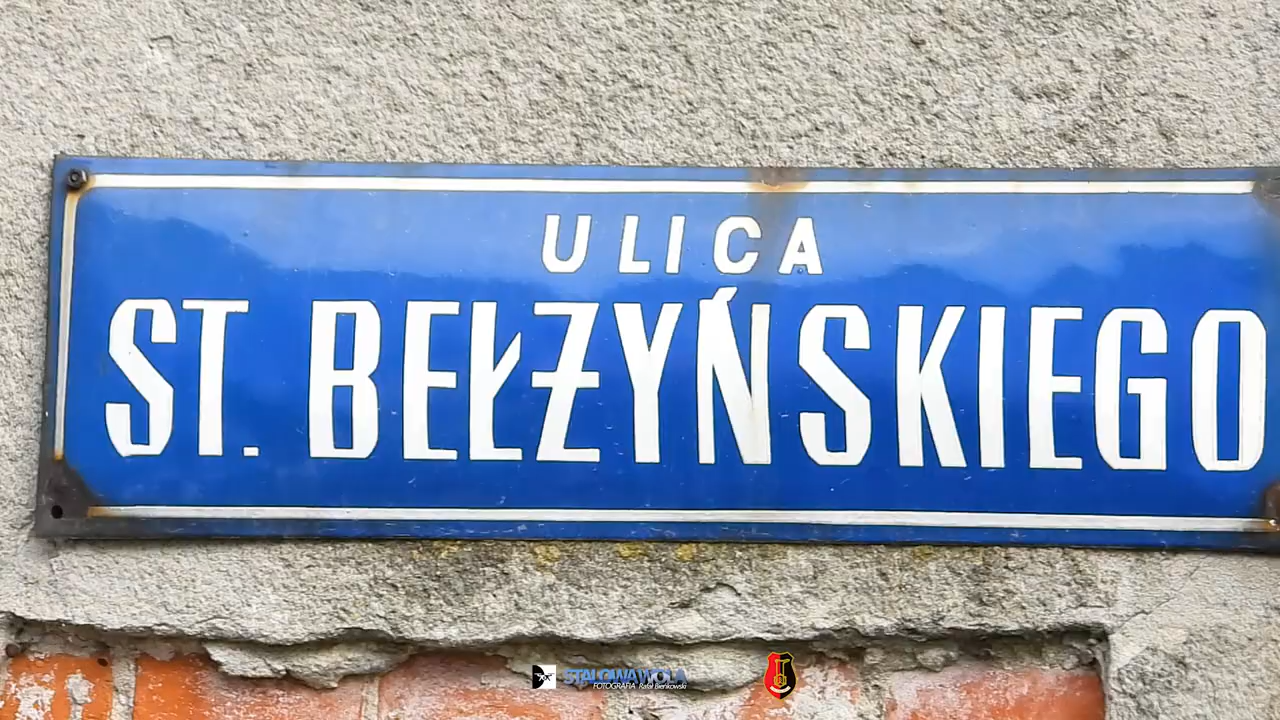 ULICA
ST. BEŁŻYŃSKIEGO
STALOWA WOLA
FOTOGRAFIA Rafał Bieńkowski